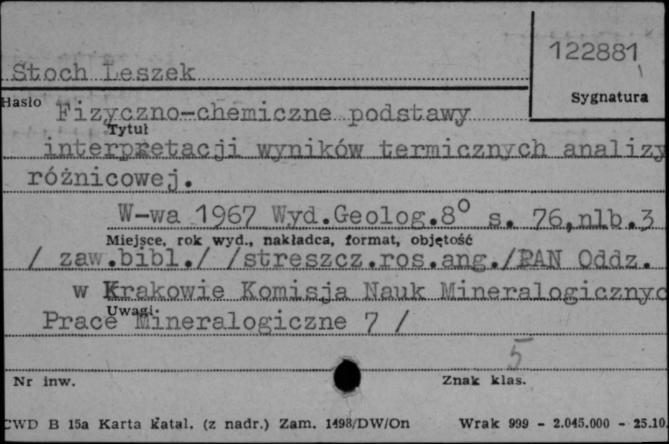 122881
Stoch Leszek
Hasło
Sygnatura
Fizyczno-chemiczne podstawy
Tytuł
interpretacji wyników termicznych analizy
różnicowej.
W-wa 1967 Wyd.Geolog.8° s. 76,nlb.3
Miejsce, rok wyd., nakładca, format, objętość
/ zaw.bibl./ /streszcz.ros.ang./PAN Oddz.
w Krakowie Komisja Nauk Mineralogicznyc
Uwagi
Prace Mineralogiczne 7 /
5
Nr inw.
Znak klas.
CWD B 15a Karta katal. (z nadr.) Zam. 1498/DW/On Wrak 999 - 2.045.000 - 25.10